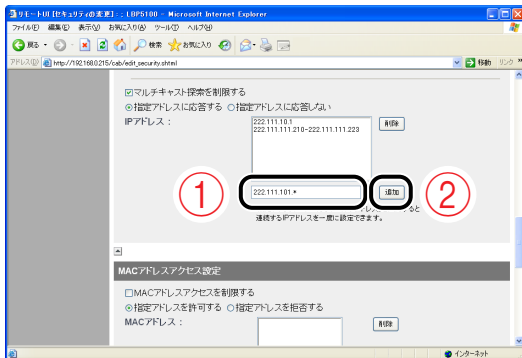 リモートUI [セキュリティの変更] : ; LBP5100 - Microsoft Internet Explorer
ファイル(F) 編集(E) 表示(V) お気に入り(A) ツール(T) ヘルプ(H)
戻る 検索 お気に入り
アドレス(D) http://192.168.0.215/cab/edit_security.shtml 移動 リンク »
マルチキャスト探索を制限する
指定アドレスに応答する 指定アドレスに応答しない
IPアドレス:
222.111.10.1
222.111.111.210-222.111.111.223
削除
① 222.111.101.* 追加 ②
ると
連続するIPアドレスを一度に設定できます。
MACアドレスアクセス設定
MACアドレスアクセスを制限する
指定アドレスを許可する 指定アドレスを拒否する
MACアドレス:
削除
インターネット